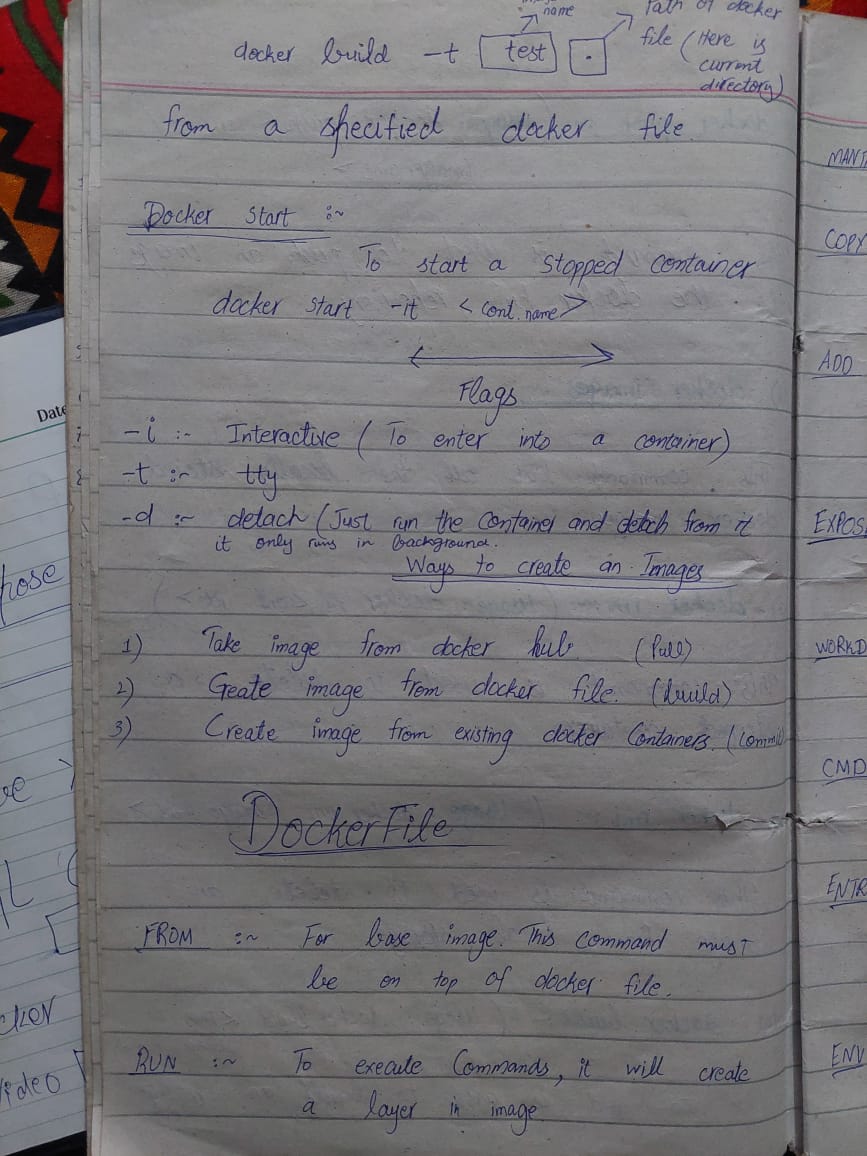 name
Path of docker
docker build -t test .
file (Here is
current
directory)
from a specified docker file
Docker Start :~
To start a stopped container
docker start -it <cont. name>
Flags
-i :- Interactive (To enter into a container)
-t :~ tty
-d :~ detach (Just run the Container and detach from it
it only runs in background.
Ways to create an Images
1) Take image from docker hub (pull)
2) Create image from docker file. (build)
3) Create image from existing docker Containers. (Commi
DockerFile
FROM :~ For base image. This command must
be on top of docker file.
RUN :~ To execute Commands, it will create
a layer in image
COPY
ADD
EXPOS
WORKD
CMD
ENTR
ENV
Date
video